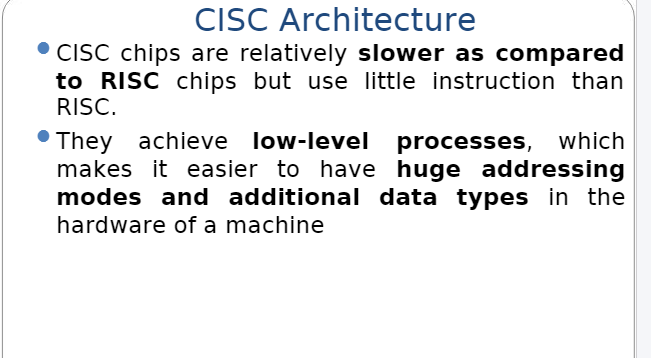 CISC Architecture
CISC chips are relatively slower as compared
to RISC chips but use little instruction than
RISC.
They achieve low-level processes, which
makes it easier to have huge addressing
modes and additional data types in the
hardware of a machine